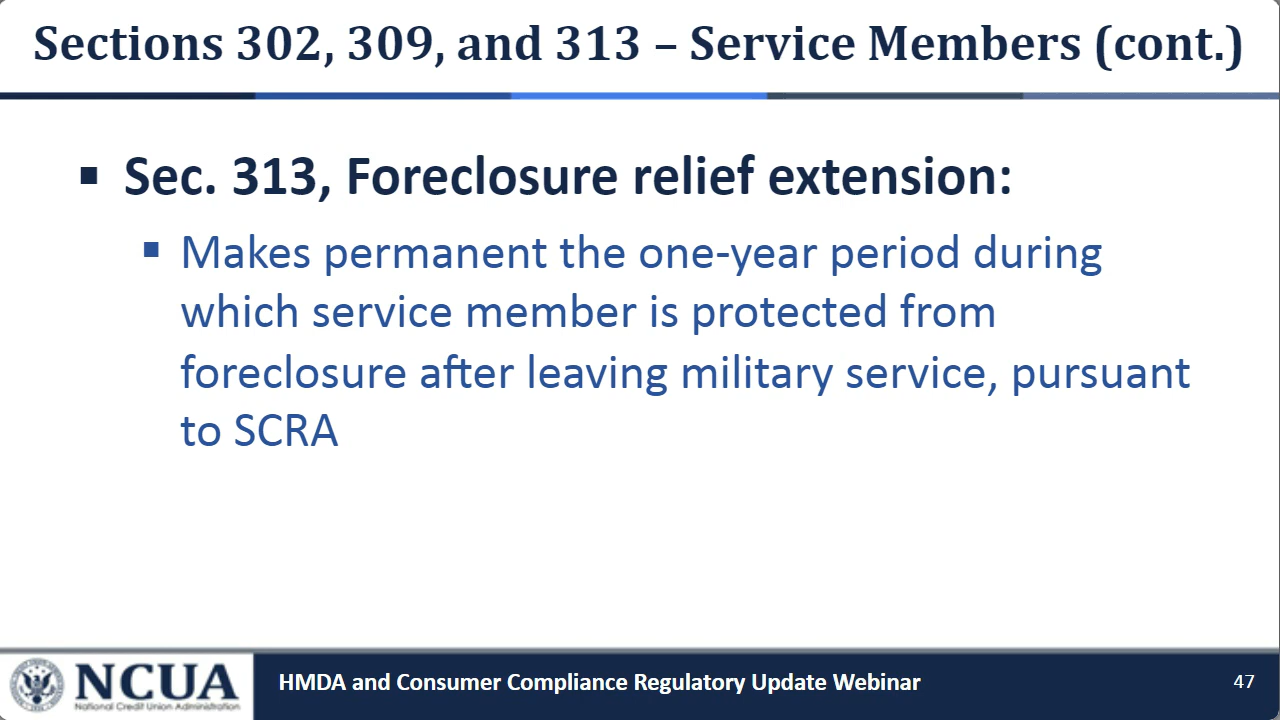 Sections 302, 309, and 313 – Service Members (cont.)
▪ Sec. 313, Foreclosure relief extension:
▪ Makes permanent the one-year period during
which service member is protected from
foreclosure after leaving military service, pursuant
to SCRA
NCUA
National Credit Union Administration
HMDA and Consumer Compliance Regulatory Update Webinar
47